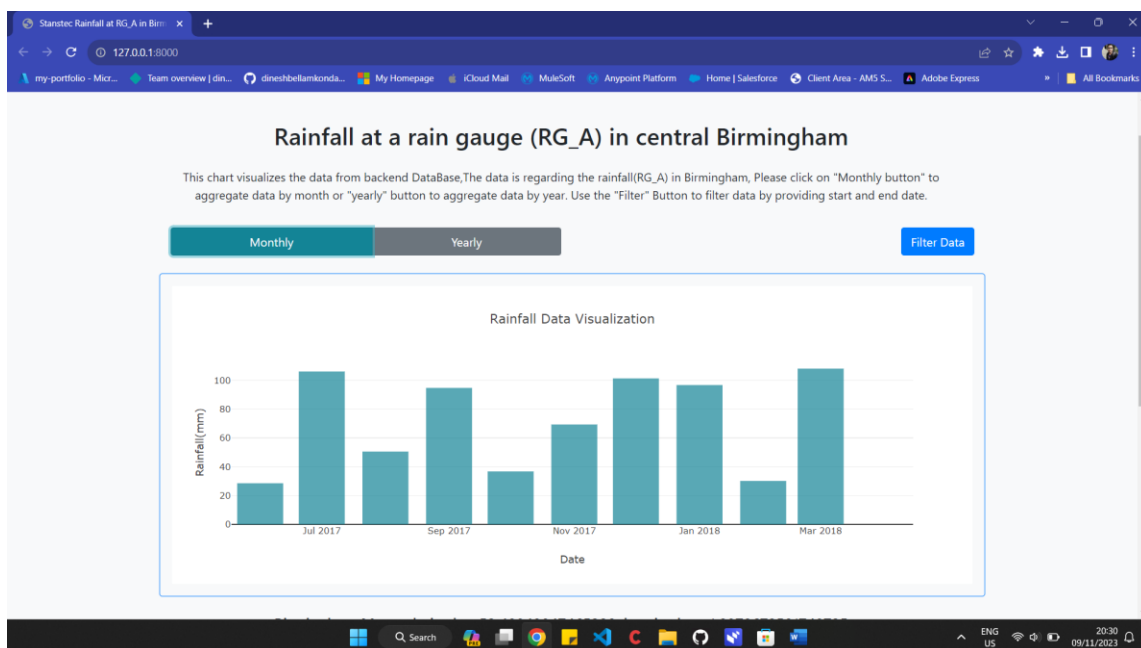 Stanstec Rainfall at RG_A in Birm
127.0.0.1:8000
my-portfolio - Micr... Team overview | din... dineshbellamkonda... My Homepage iCloud Mail MuleSoft Anypoint Platform Home | Salesforce Client Area - AMS S... Adobe Express » All Bookmarks
Rainfall at a rain gauge (RG_A) in central Birmingham
This chart visualizes the data from backend DataBase,The data is regarding the rainfall(RG_A) in Birmingham, Please click on "Monthly button" to
aggregate data by month or "yearly" button to aggregate data by year. Use the "Filter" Button to filter data by providing start and end date.
Monthly Yearly Filter Data
Rainfall Data Visualization
100
80
60
40
20
0
Rainfall(mm)
Jul 2017 Sep 2017 Nov 2017 Jan 2018 Mar 2018
Date
Search
ENG
US
20:30
09/11/2023